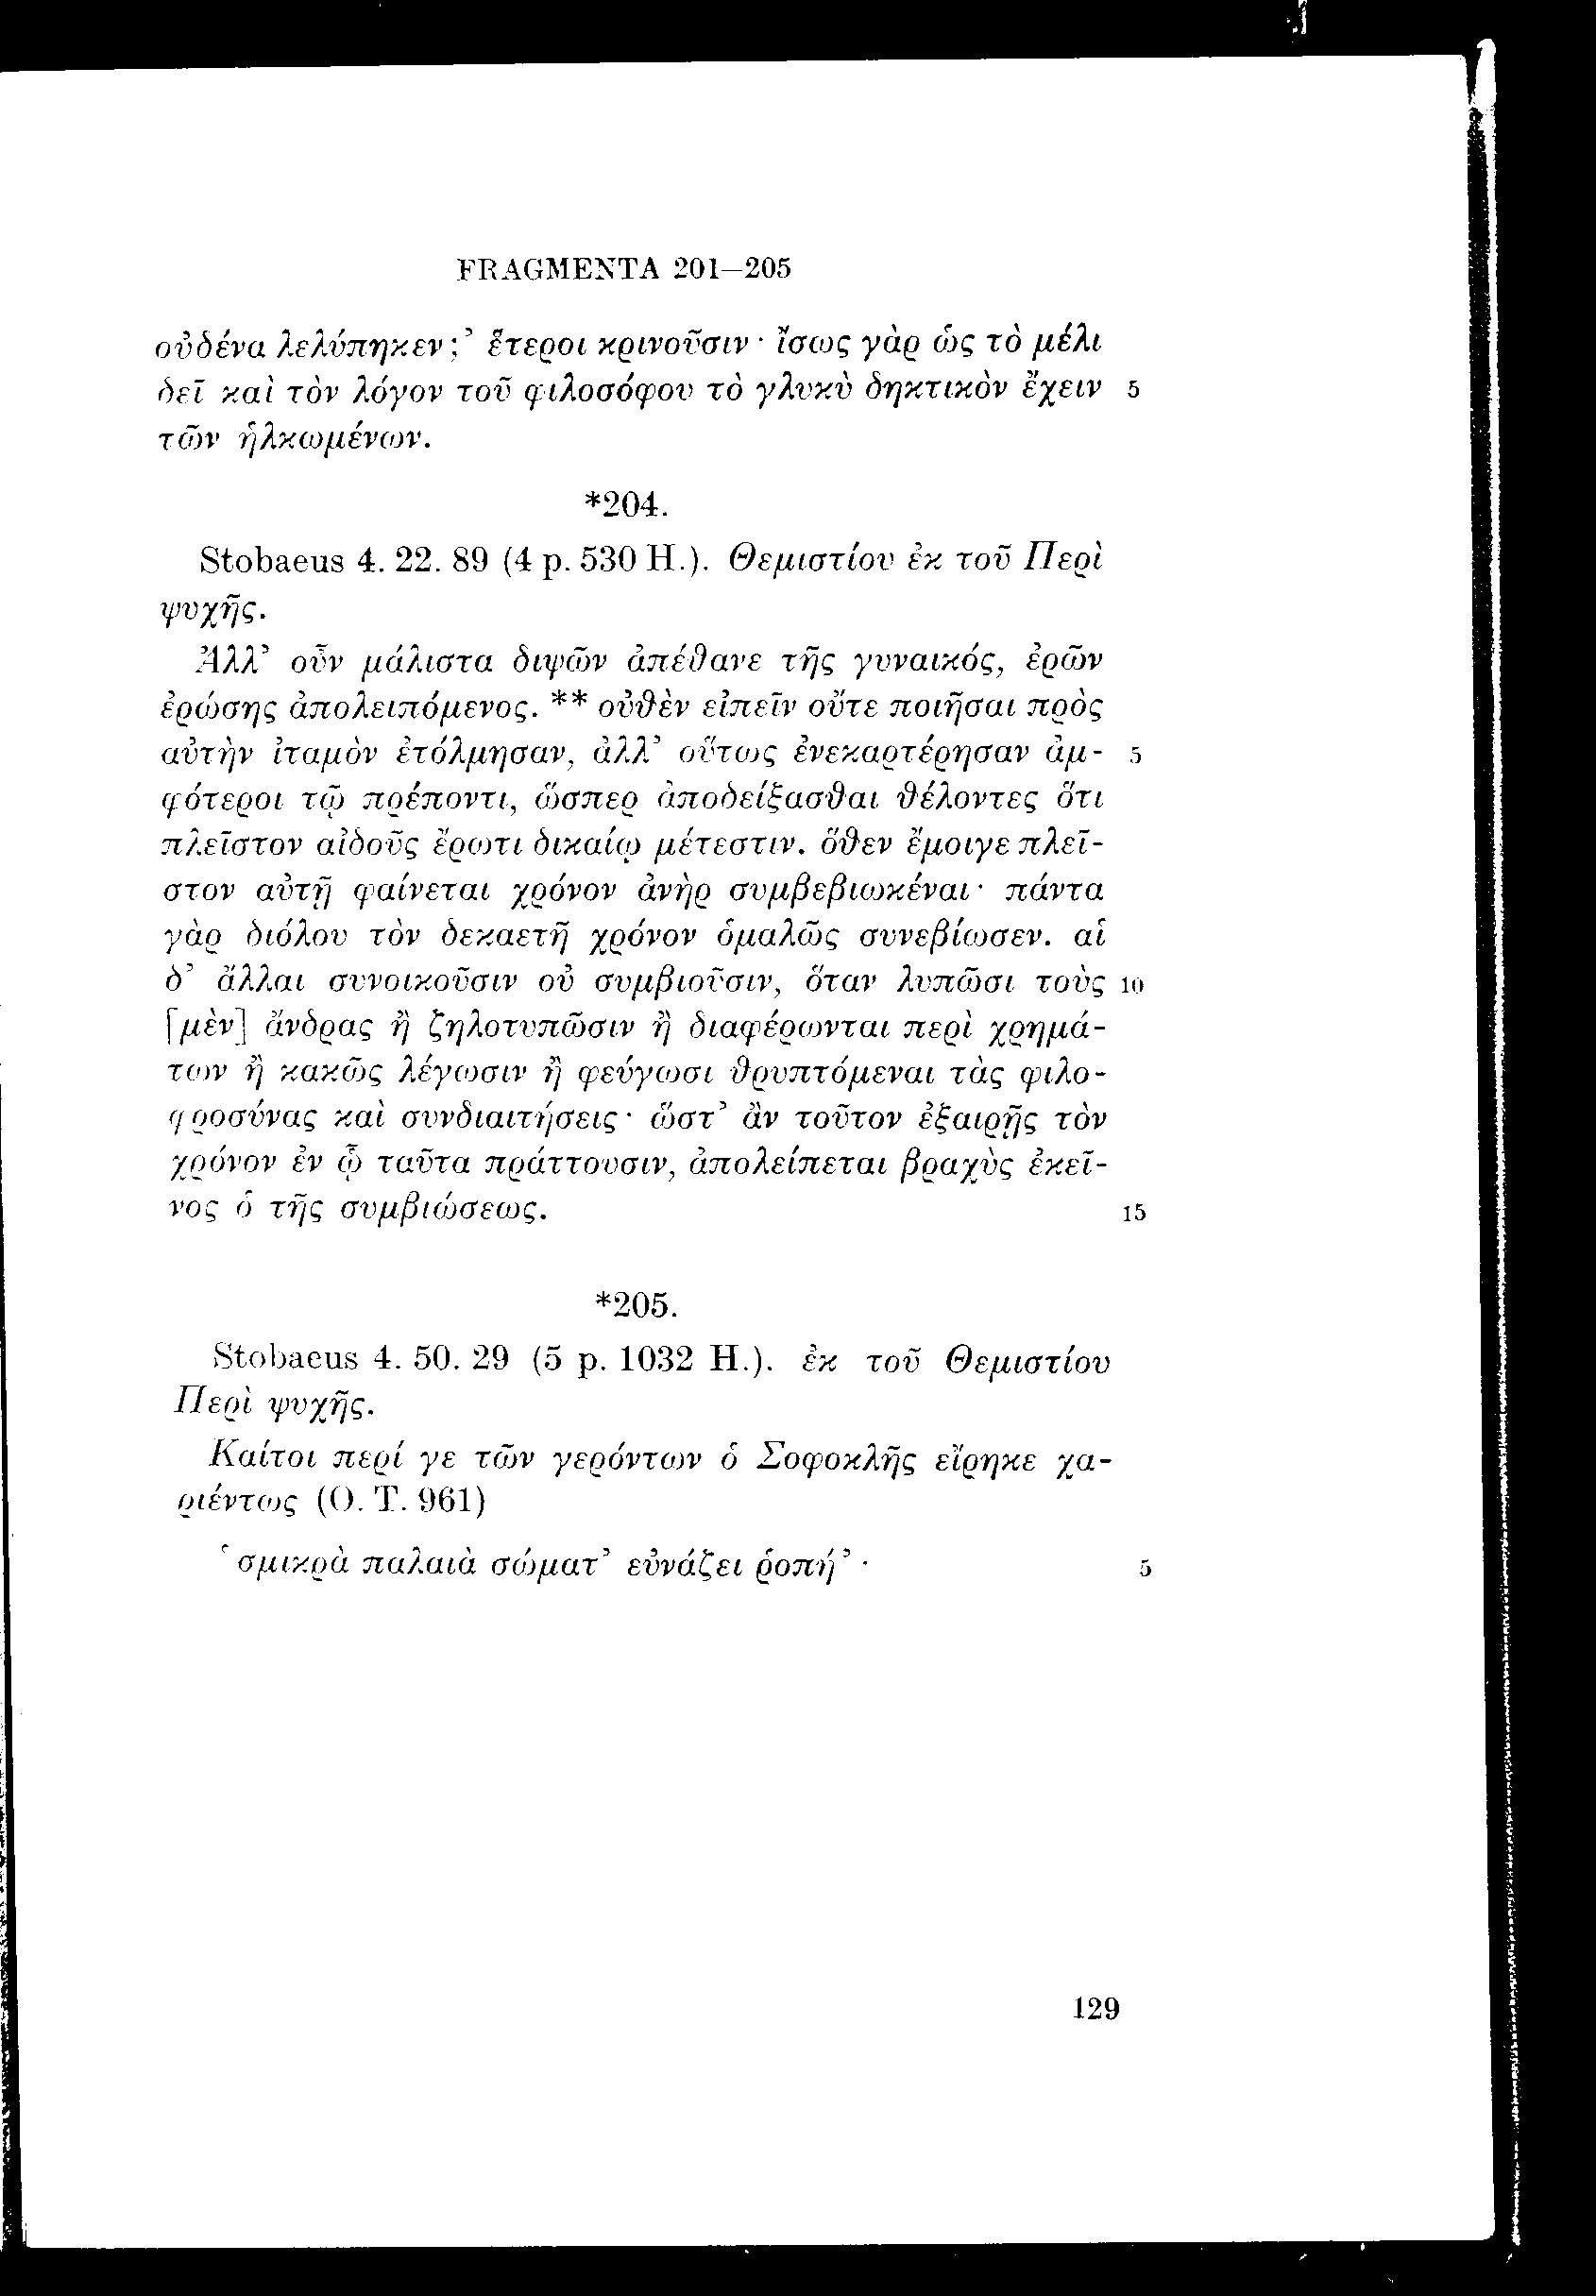 FRAGMENTA 201–205
οὐδένα λελύπηκεν;’ ἕτεροι κρινοῦσιν· ἴσως γὰρ ὡς τὸ μέλι
δεῖ καὶ τὸν λόγον τοῦ φιλοσόφου τὸ γλυκὺ δηκτικὸν ἔχειν 5
τῶν ἡλκωμένων.
*204.
Stobaeus 4. 22. 89 (4 p. 530 H.). Θεμιστίου ἐκ τοῦ Περὶ
ψυχῆς.
Ἀλλ’ οὖν μάλιστα διψῶν ἀπέθανε τῆς γυναικός, ἐρῶν
ἐρώσης ἀπολειπόμενος. ** οὐθὲν εἰπεῖν οὔτε ποιῆσαι πρὸς
αὐτὴν ἰταμὸν ἐτόλμησαν, ἀλλ’ οὕτως ἐνεκαρτέρησαν ἀμ- 5
φότεροι τῷ πρέποντι, ὥσπερ ἀποδείξασθαι θέλοντες ὅτι
πλεῖστον αἰδοῦς ἔρωτι δικαίῳ μέτεστιν. ὅθεν ἔμοιγε πλεῖ-
στον αὐτῇ φαίνεται χρόνον ἀνὴρ συμβεβιωκέναι· πάντα
γὰρ διόλου τὸν δεκαετῆ χρόνον ὁμαλῶς συνεβίωσεν. αἱ
δ’ ἄλλαι συνοικοῦσιν οὐ συμβιοῦσιν, ὅταν λυπῶσι τοὺς 10
[μὲν] ἄνδρας ἢ ζηλοτυπῶσιν ἢ διαφέρωνται περὶ χρημά-
των ἢ κακῶς λέγωσιν ἢ φεύγωσι θρυπτόμεναι τὰς φιλο-
φροσύνας καὶ συνδιαιτήσεις· ὥστ’ ἂν τοῦτον ἐξαιρῇς τὸν
χρόνον ἐν ᾧ ταῦτα πράττουσιν, ἀπολείπεται βραχὺς ἐκεῖ-
νος ὁ τῆς συμβιώσεως. 15
*205.
Stobaeus 4. 50. 29 (5 p. 1032 H.). ἐκ τοῦ Θεμιστίου
Περὶ ψυχῆς.
Καίτοι περί γε τῶν γερόντων ὁ Σοφοκλῆς εἴρηκε χα-
ριέντως (O. T. 961)
‘σμικρὰ παλαιὰ σώματ’ εὐνάζει ῥοπή’· 5
129